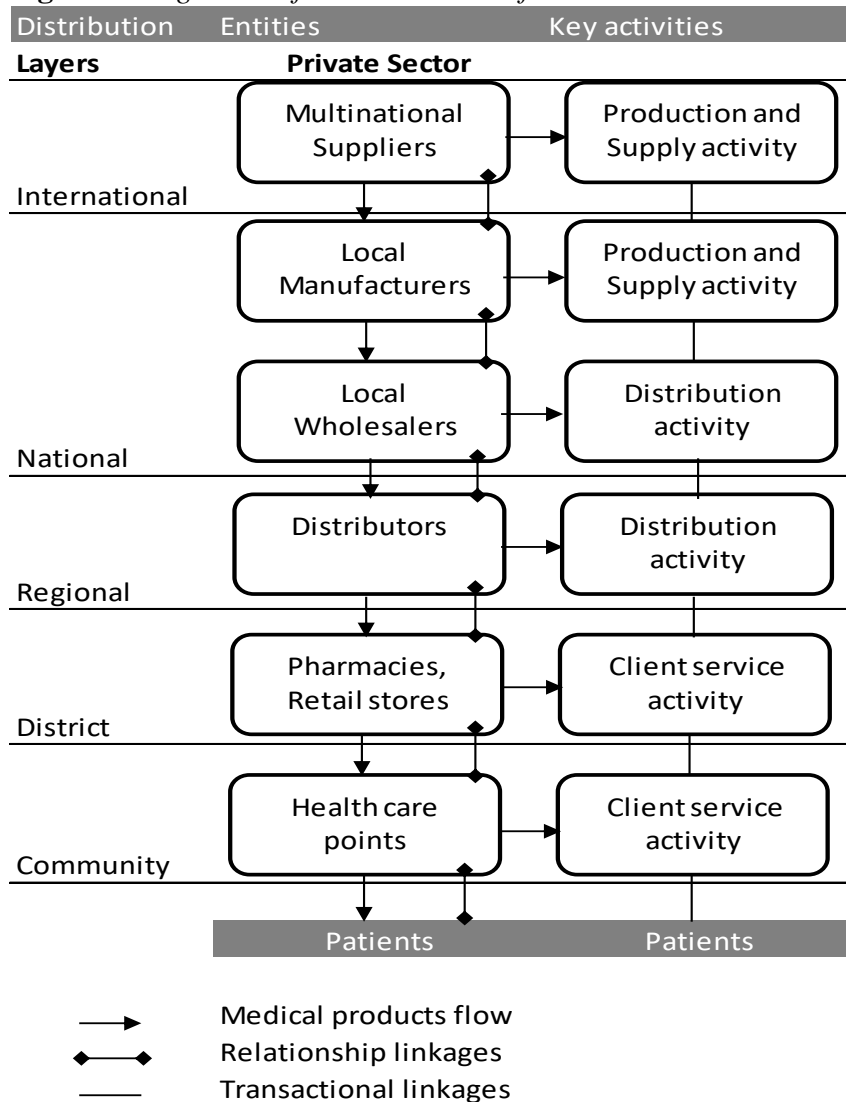 Distribution Entities Key activities
Layers Private Sector
Multinational Suppliers
Production and Supply activity
International
Local Manufacturers
Production and Supply activity
Local Wholesalers
Distribution activity
National
Distributors
Distribution activity
Regional
Pharmacies, Retail stores
Client service activity
District
Health care points
Client service activity
Community
Patients Patients
Medical products flow
Relationship linkages
Transactional linkages